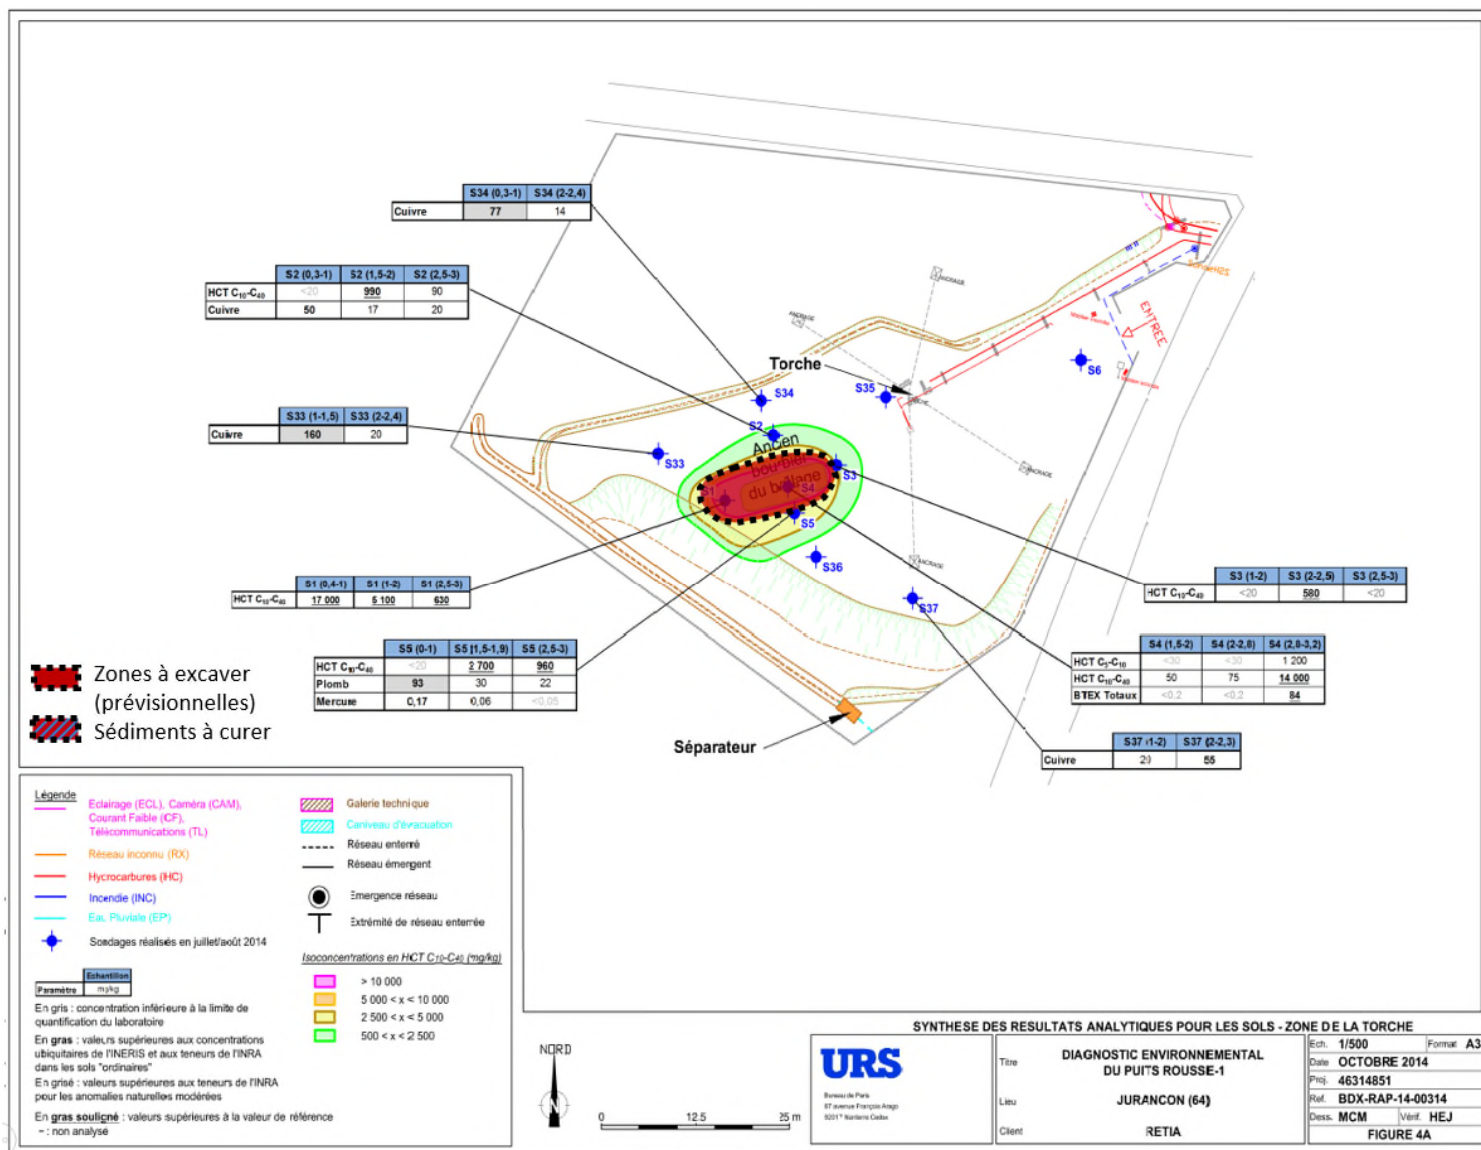 S34 (0,3-1) S34 (2-2,4)
Cuivre 77 14
S2 (0,3-1) S2 (1,5-2) S2 (2,5-3)
HCT C10-C40 <20 990 90
Cuivre 50 17 20
S33 (1-1,5) S33 (2-2,4)
Cuivre 160 20
S1 (0,4-1) S1 (1-2) S1 (2,5-3)
HCT C10-C40 17 000 5 100 630
S5 (0-1) S5 (1,5-1,9) S5 (2,5-3)
HCT C10-C40 <20 2 700 960
Plomb 93 30 22
Mercure 0,17 0,06 <0,05
S3 (1-2) S3 (2-2,5) S3 (2,5-3)
HCT C10-C40 <20 580 <20
S4 (1,5-2) S4 (2-2,8) S4 (2,8-3,2)
HCT C5-C10 <30 <30 1 200
HCT C10-C40 50 75 14 000
BTEX Totaux <0,2 <0,2 84
S37 (1-2) S37 (2-2,3)
Cuivre 20 55
ANCRAGE
ANCRAGE
ENTREE
Torche
S35
S6
S34
S2
Ancien
bourbier
du brûlage
S33
S3
S1
S4
S5
ANCRAGE
S36
ANCRAGE
S37
Séparateur
Zones à excaver
(prévisionnelles)
Sédiments à curer
Légende
Eclairage (ECL), Caméra (CAM),
Courant Faible (CF),
Télécommunications (TL)
Réseau inconnu (RX)
Hycrocarbures (HC)
Incendie (INC)
Eau Pluviale (EP)
Sondages réalisés en juillet/août 2014
Echantillon
Paramètre mg/kg
En gris : concentration inférieure à la limite de
quantification du laboratoire
En gras : valeurs supérieures aux concentrations
ubiquitaires de l'INERIS et aux teneurs de l'INRA
dans les sols "ordinaires"
En grisé : valeurs supérieures aux teneurs de l'INRA
pour les anomalies naturelles modérées
En gras souligné : valeurs supérieures à la valeur de référence
- : non analysé
Galerie technique
Caniveau d'évacuation
Réseau enterré
Réseau émergent
Emergence réseau
Extrémité de réseau enterrée
Isoconcentrations en HCT C10-C40 (mg/kg)
> 10 000
5 000 < x < 10 000
2 500 < x < 5 000
500 < x < 2 500
NORD
N
0 12.5 25 m
SYNTHESE DES RESULTATS ANALYTIQUES POUR LES SOLS - ZONE DE LA TORCHE
URS
Bureau de Paris
87 avenue François Arago
92017 Nanterre Cedex
Titre DIAGNOSTIC ENVIRONNEMENTAL
DU PUITS ROUSSE-1
Lieu JURANCON (64)
Client RETIA
Ech. 1/500 Format A3
Date OCTOBRE 2014
Proj. 46314851
Ref. BDX-RAP-14-00314
Dess. MCM Vérif. HEJ
FIGURE 4A